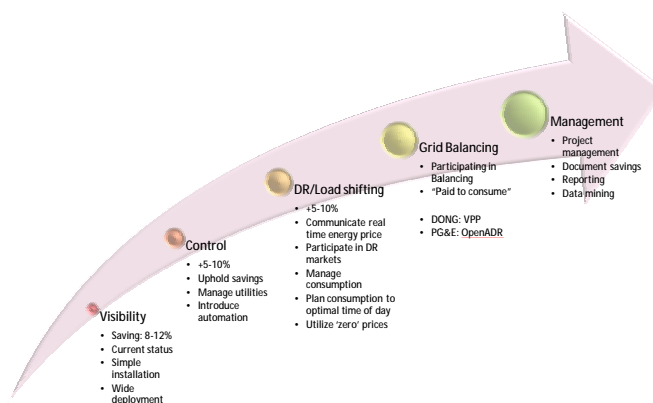 Visibility
• Saving: 8-12%
• Current status
• Simple
installation
• Wide
deployment
Control
• +5-10%
• Uphold savings
• Manage utilities
• Introduce
automation
DR/Load shifting
• +5-10%
• Communicate real
time energy price
• Participate in DR
markets
• Manage
consumption
• Plan consumption to
optimal time of day
• Utilize ‘zero’ prices
Grid Balancing
• Participating in
Balancing
• “Paid to consume”
• DONG: VPP
• PG&E: OpenADR
Management
• Project
management
• Document savings
• Reporting
• Data mining